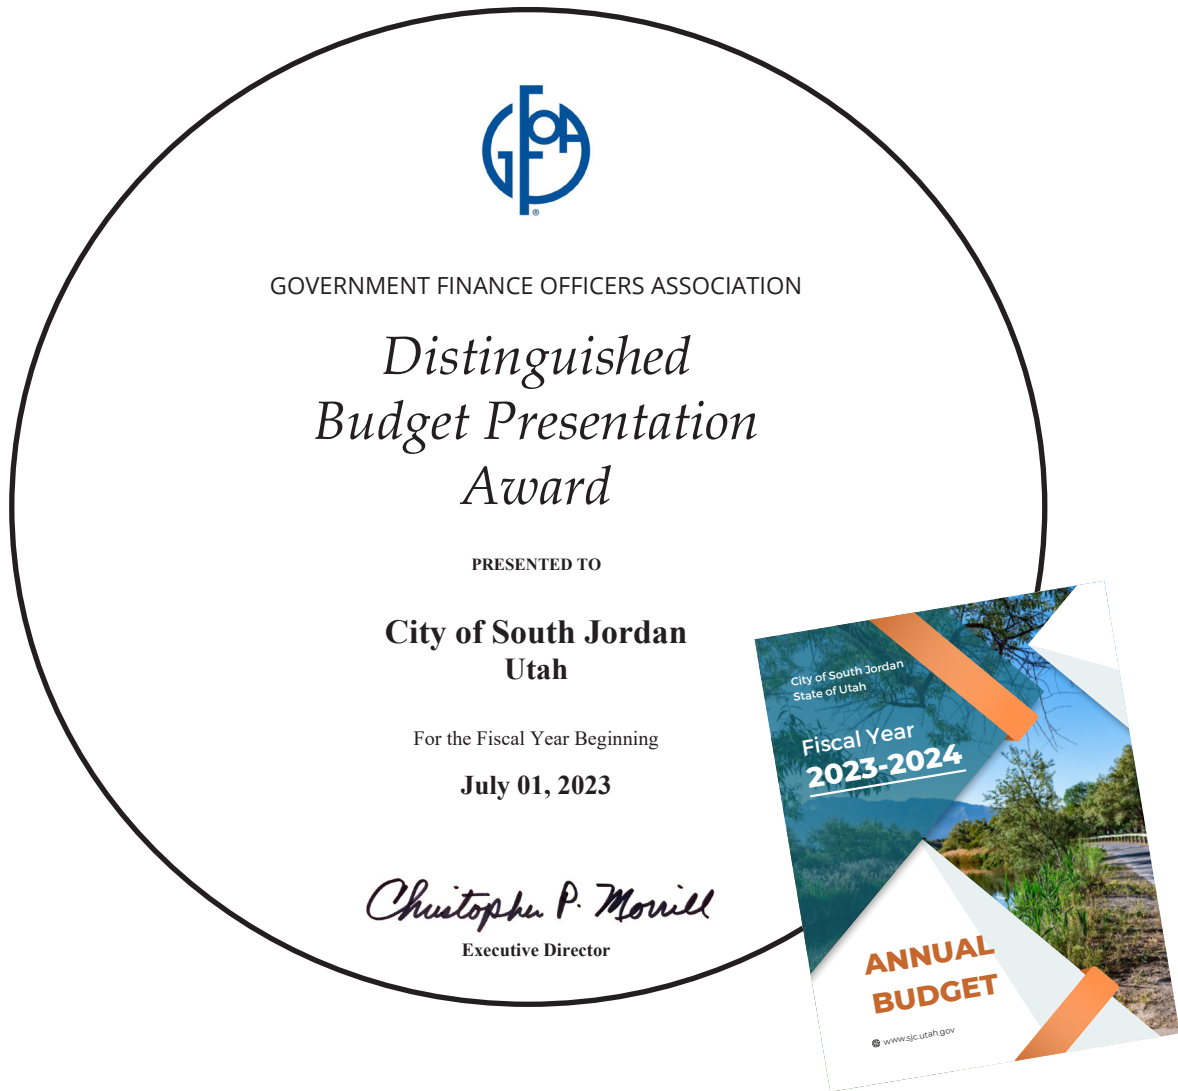 GFOA
®
GOVERNMENT FINANCE OFFICERS ASSOCIATION
Distinguished
Budget Presentation
Award
PRESENTED TO
City of South Jordan
Utah
For the Fiscal Year Beginning
July 01, 2023
Christopher P. Morrill
Executive Director
City of South Jordan
State of Utah
Fiscal Year
2023-2024
ANNUAL
BUDGET
www.sjc.utah.gov